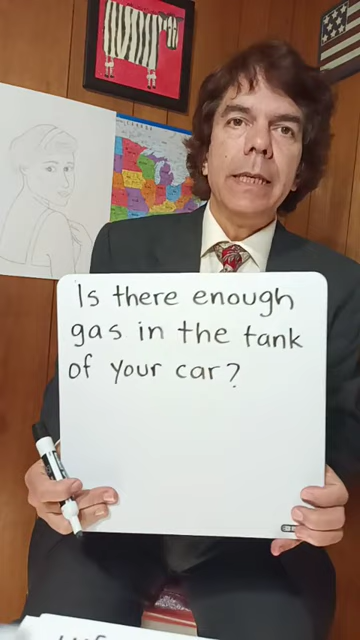 Is there enough
gas in the tank
of your car?